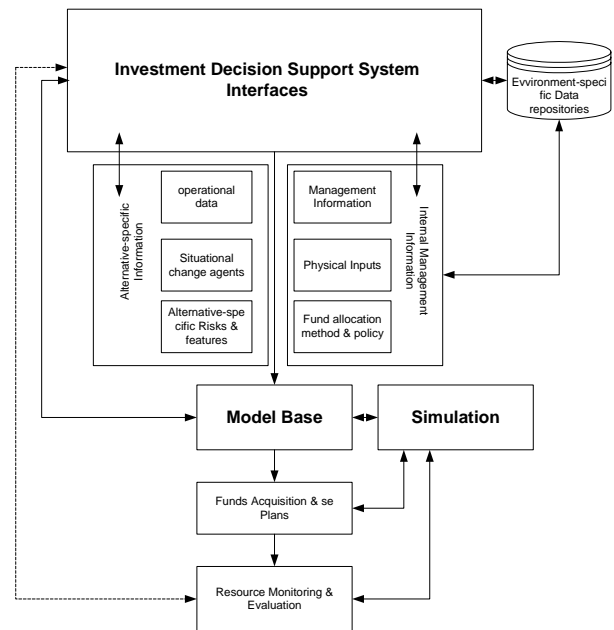 Investment Decision Support System
Interfaces
Evvironment-speci
fic Data
repositories
Alternative-specific
Information
operational
data
Situational
change agents
Alternative-spe
cific Risks &
features
Management
Information
Physical Inputs
Fund allocation
method & policy
Internal Management
Information
Model Base
Simulation
Funds Acquisition & se
Plans
Resource Monitoring &
Evaluation